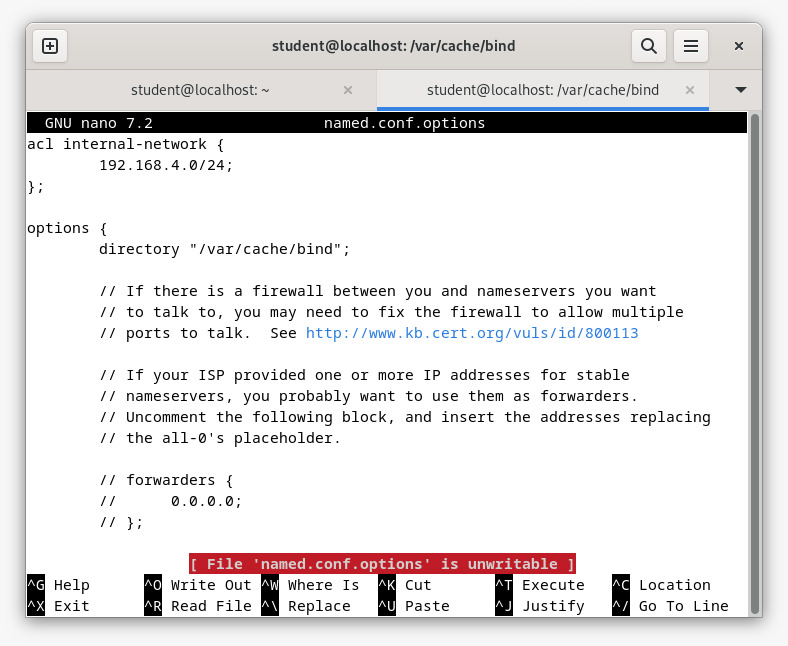 student@localhost: /var/cache/bind
student@localhost: ~
student@localhost: /var/cache/bind
GNU nano 7.2 named.conf.options
acl internal-network {
192.168.4.0/24;
};
options {
directory "/var/cache/bind";
// If there is a firewall between you and nameservers you want
// to talk to, you may need to fix the firewall to allow multiple
// ports to talk.  See http://www.kb.cert.org/vuls/id/800113
// If your ISP provided one or more IP addresses for stable
// nameservers, you probably want to use them as forwarders.
// Uncomment the following block, and insert the addresses replacing
// the all-0's placeholder.
// forwarders {
//      0.0.0.0;
// };
[ File 'named.conf.options' is unwritable ]
^G Help ^O Write Out ^W Where Is ^K Cut ^T Execute ^C Location
^X Exit ^R Read File ^\ Replace ^U Paste ^J Justify ^/ Go To Line